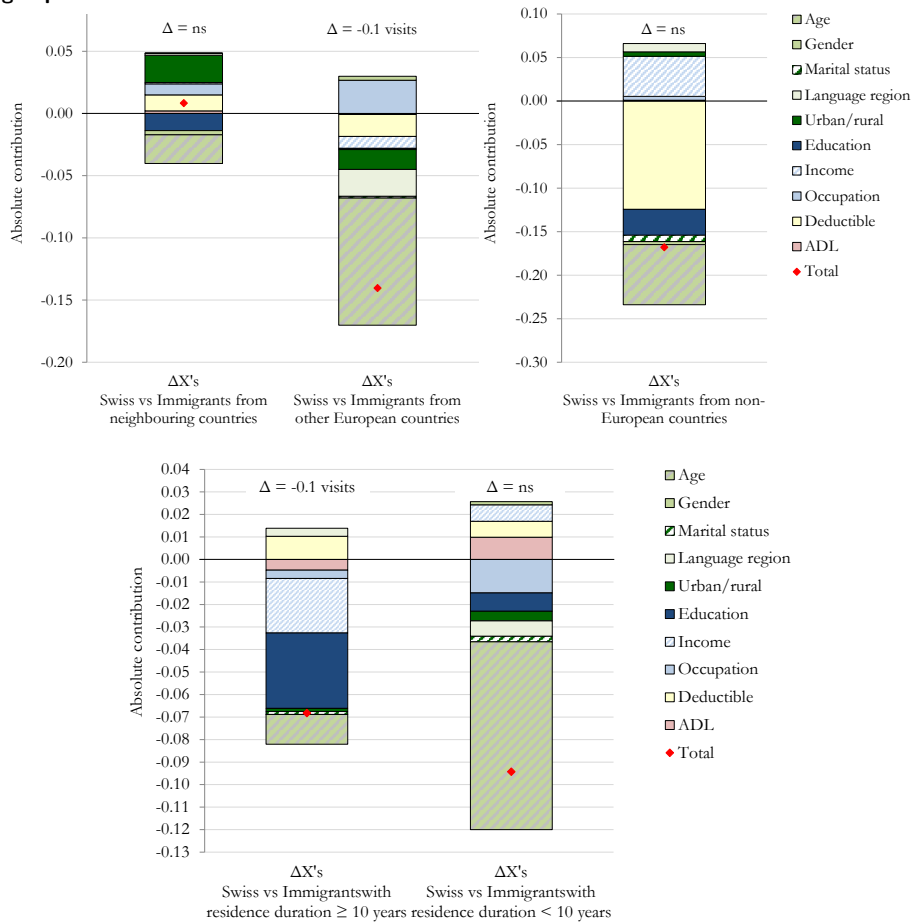 Δ = ns
Δ = -0.1 visits
0.05
0.00
-0.05
-0.10
-0.15
-0.20
Absolute contribution
ΔX's
Swiss vs Immigrants from
neighbouring countries
ΔX's
Swiss vs Immigrants from
other European countries
Δ = ns
0.10
0.05
0.00
-0.05
-0.10
-0.15
-0.20
-0.25
-0.30
Absolute contribution
ΔX's
Swiss vs Immigrants from non-
European countries
Age
Gender
Marital status
Language region
Urban/rural
Education
Income
Occupation
Deductible
ADL
Total
Δ = -0.1 visits
Δ = ns
0.04
0.03
0.02
0.01
0.00
-0.01
-0.02
-0.03
-0.04
-0.05
-0.06
-0.07
-0.08
-0.09
-0.10
-0.11
-0.12
-0.13
Absolute contribution
ΔX's
Swiss vs Immigrantswith
residence duration ≥ 10 years
ΔX's
Swiss vs Immigrantswith
residence duration < 10 years
Age
Gender
Marital status
Language region
Urban/rural
Education
Income
Occupation
Deductible
ADL
Total